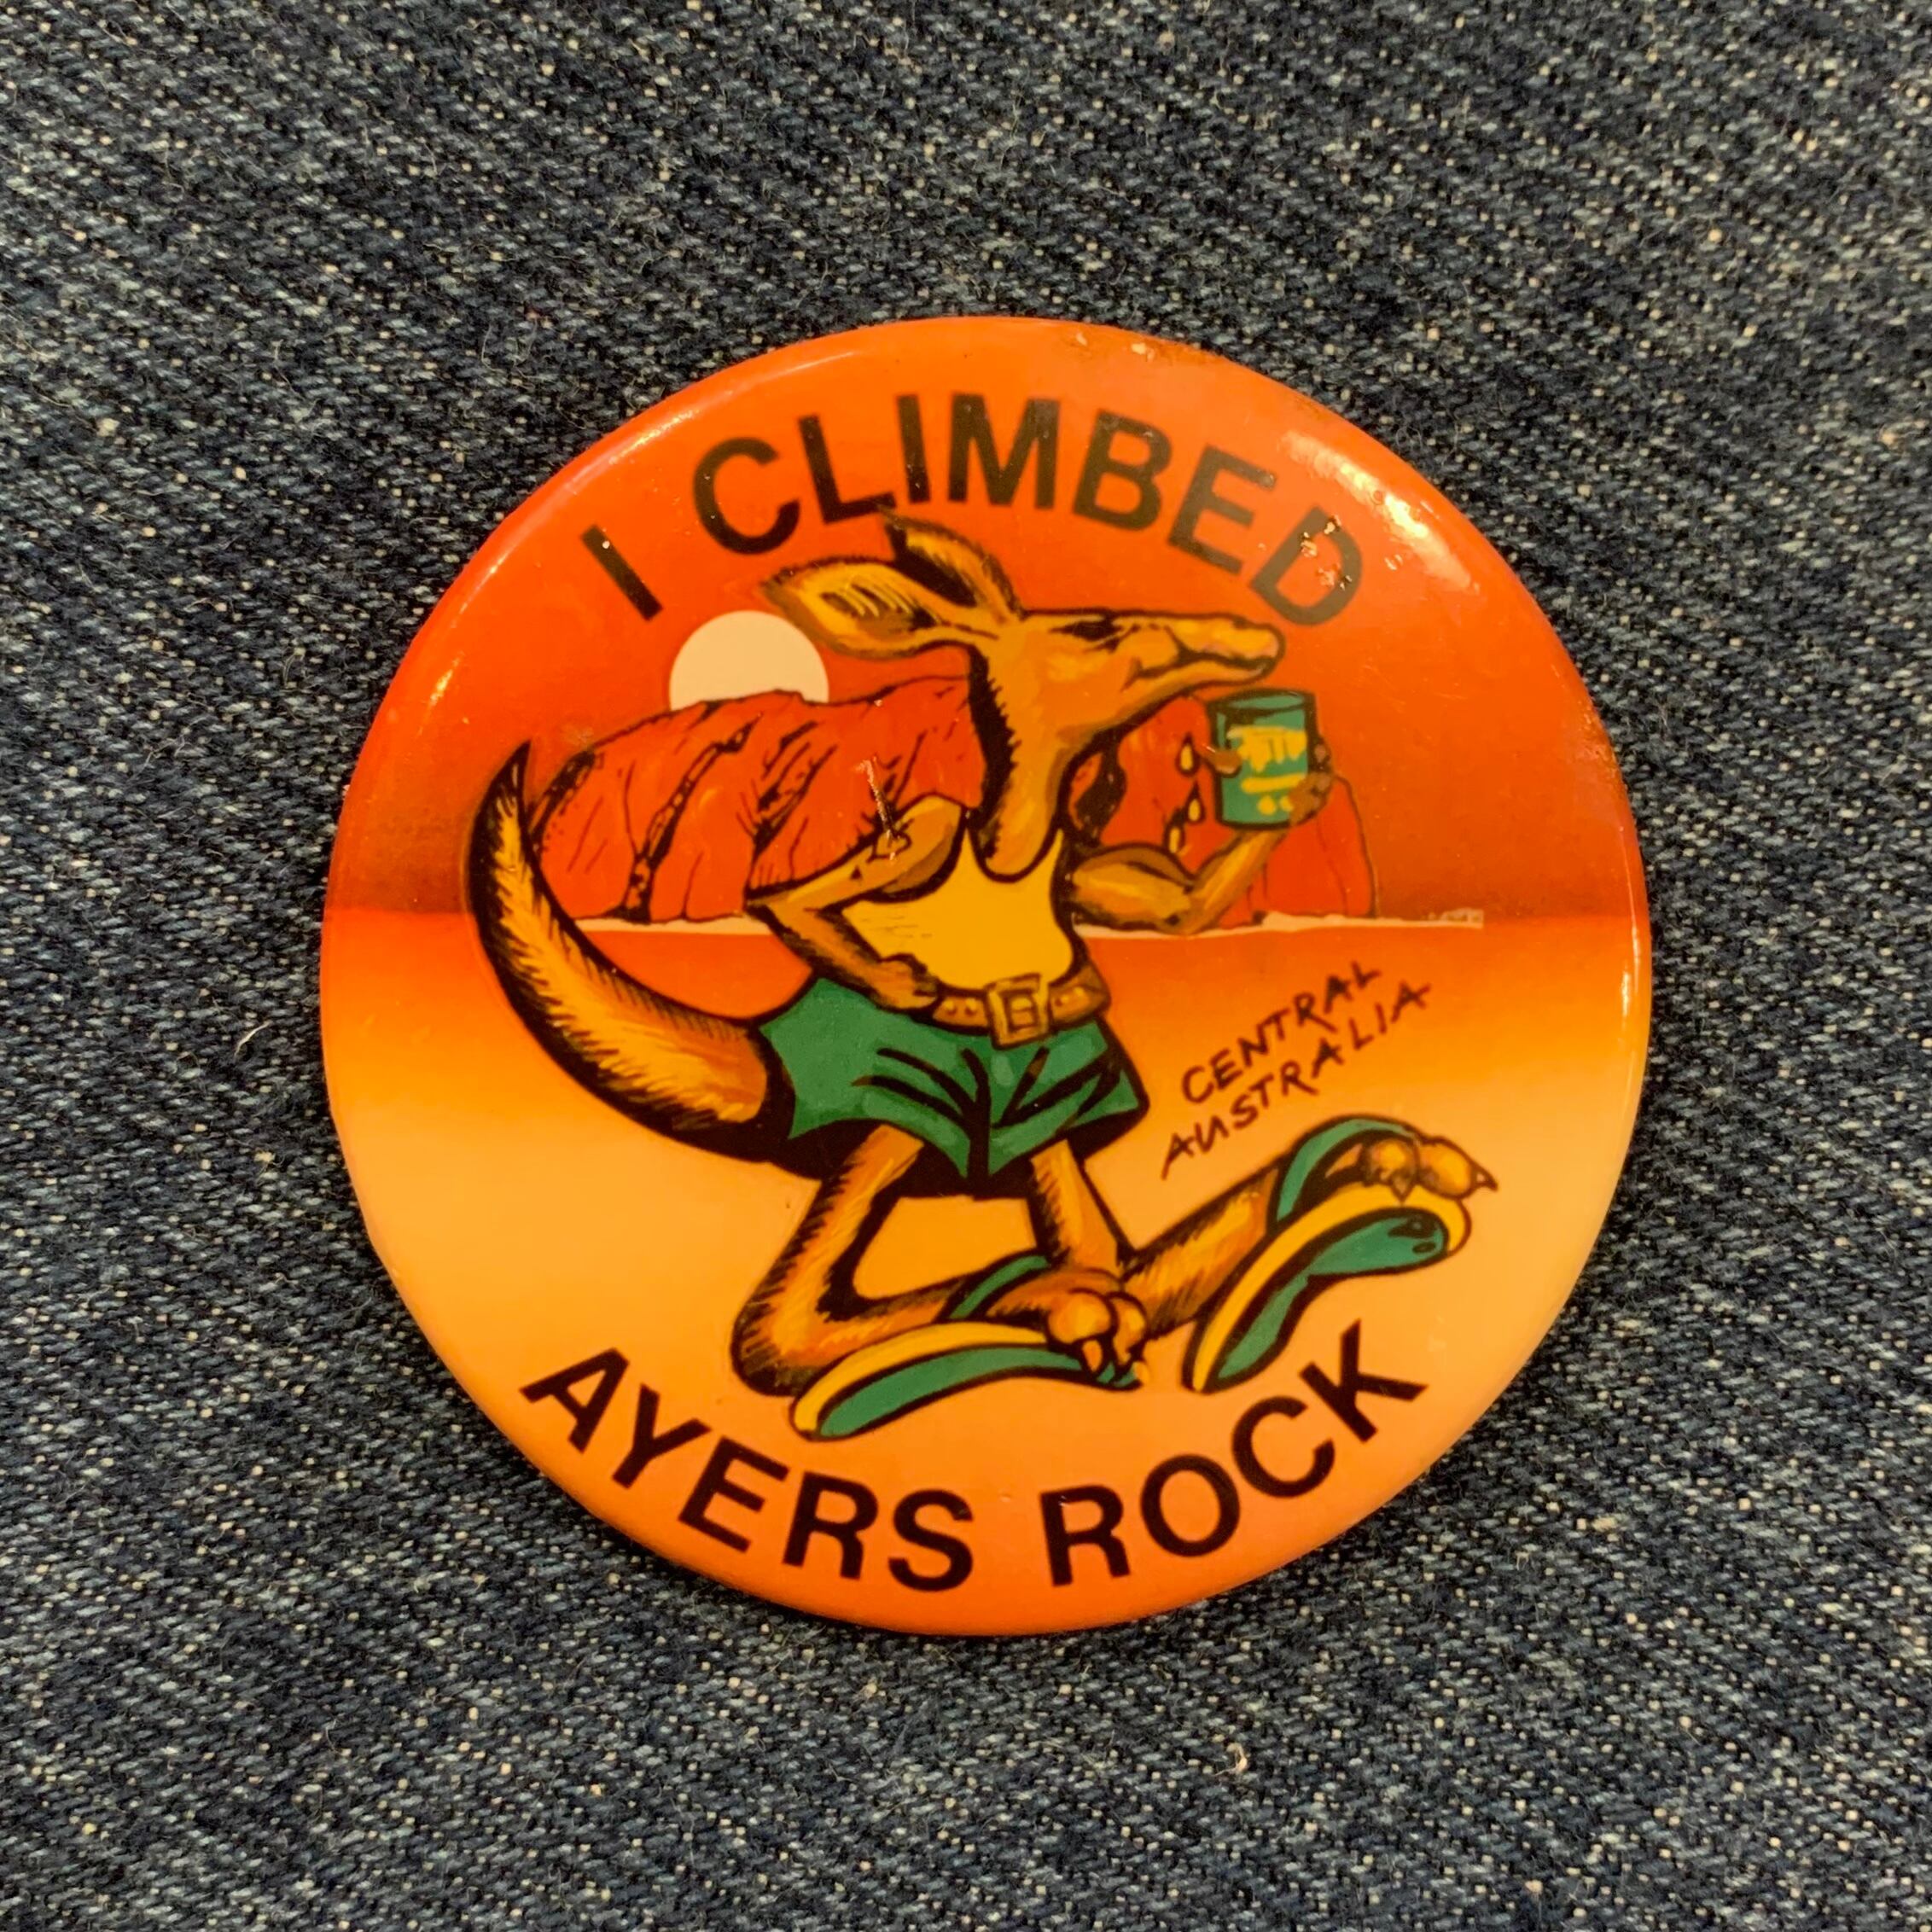 I CLIMBED
CENTRAL
AUSTRALIA
AYERS ROCK